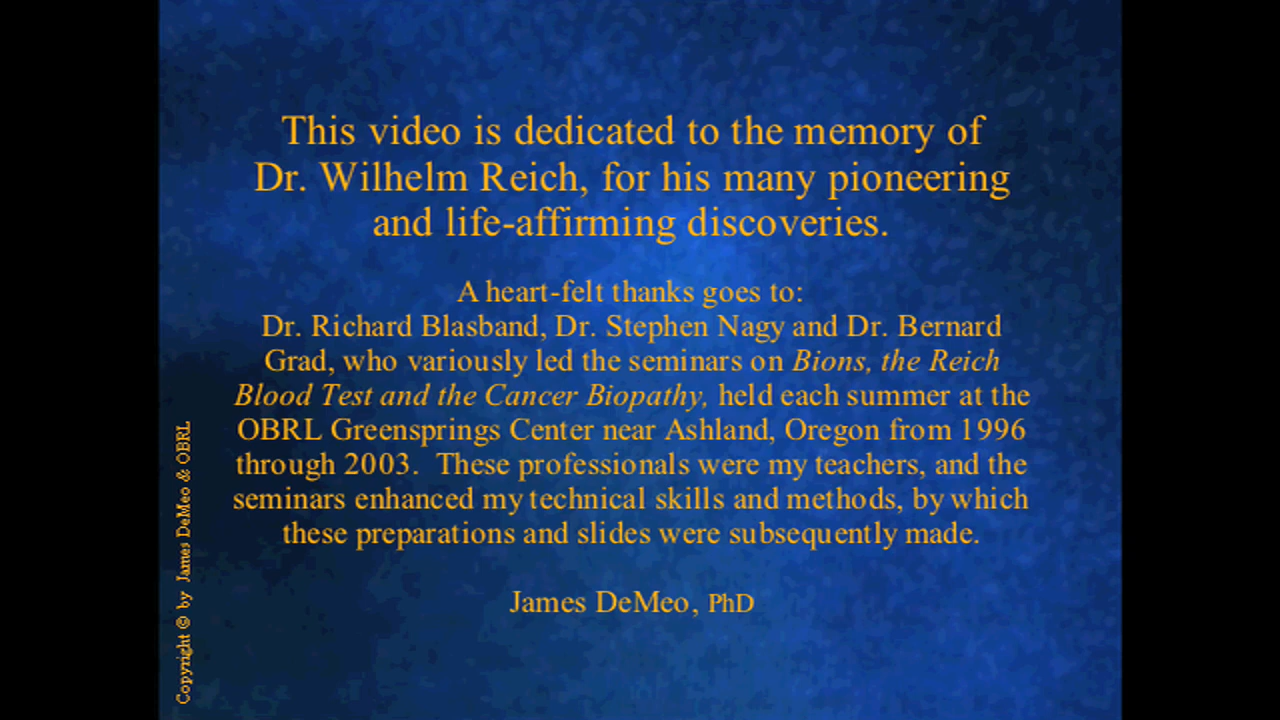 This video is dedicated to the memory of
Dr. Wilhelm Reich, for his many pioneering
and life-affirming discoveries.
A heart-felt thanks goes to:
Dr. Richard Blasband, Dr. Stephen Nagy and Dr. Bernard
Grad, who variously led the seminars on Bions, the Reich
Blood Test and the Cancer Biopathy, held each summer at the
OBRL Greensprings Center near Ashland, Oregon from 1996
through 2003. These professionals were my teachers, and the
seminars enhanced my technical skills and methods, by which
these preparations and slides were subsequently made.
James DeMeo, PhD
Copyright © by James DeMeo & OBRL